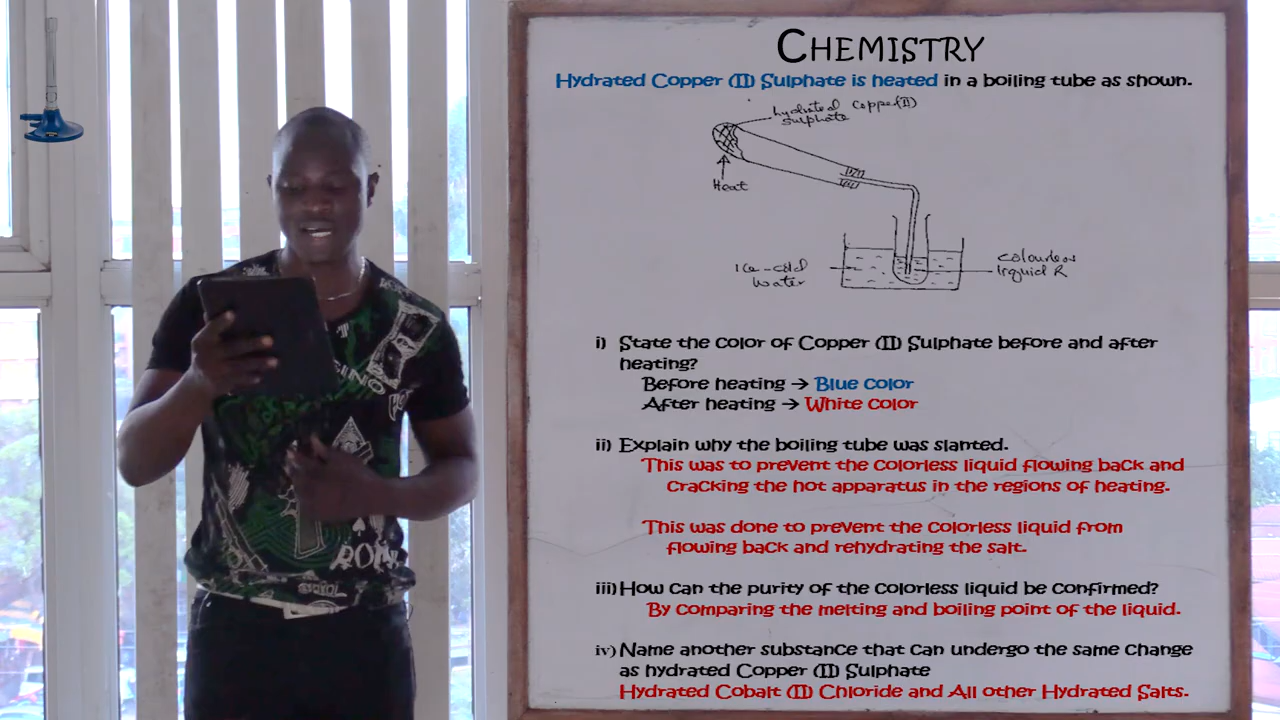 CHEMISTRY
Hydrated Copper (II) Sulphate is heated in a boiling tube as shown.
hydrated Copper(II)
sulphate
Heat
Ice-cold
water
colourless
liquid R
i) State the color of Copper (II) Sulphate before and after
heating?
Before heating → Blue color
After heating → White color
ii) Explain why the boiling tube was slanted.
This was to prevent the colorless liquid flowing back and
cracking the hot apparatus in the regions of heating.
This was done to prevent the colorless liquid from
flowing back and rehydrating the salt.
iii) How can the purity of the colorless liquid be confirmed?
By comparing the melting and boiling point of the liquid.
iv) Name another substance that can undergo the same change
as hydrated Copper (II) Sulphate
Hydrated Cobalt (II) Chloride and All other Hydrated Salts.